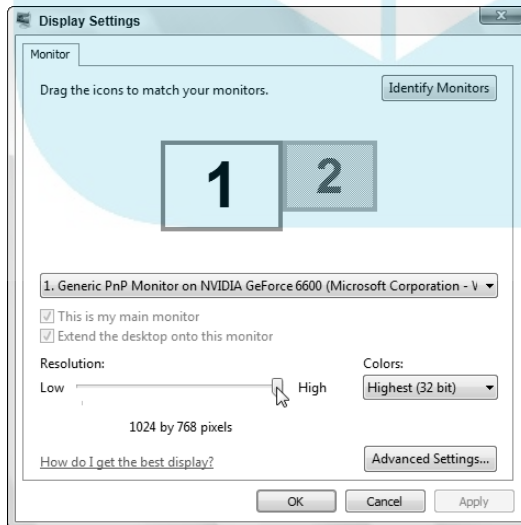 Display Settings
Monitor
Drag the icons to match your monitors.
Identify Monitors
1
2
1. Generic PnP Monitor on NVIDIA GeForce 6600 (Microsoft Corporation - W
This is my main monitor
Extend the desktop onto this monitor
Resolution:
Colors:
Low
High
Highest (32 bit)
1024 by 768 pixels
How do I get the best display?
Advanced Settings...
OK
Cancel
Apply